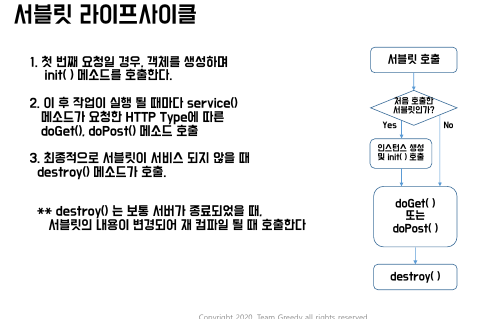 서블릿 라이프사이클
1. 첫 번째 요청일 경우, 객체를 생성하며
init( ) 메소드를 호출한다.
2. 이 후 작업이 실행 될 때마다 service()
메소드가 요청한 HTTP Type에 따른
doGet(), doPost() 메소드 호출
3. 최종적으로 서블릿이 서비스 되지 않을 때
destroy() 메소드가 호출.
** destroy() 는 보통 서버가 종료되었을 때,
서블릿의 내용이 변경되어 재 컴파일 될 때 호출한다
서블릿 호출
처음 호출한
서블릿인가?
Yes
No
인스턴스 생성
및 init( ) 호출
doGet( )
또는
doPost( )
destroy( )
Copyright 2020. Team Greedy all rights reserved